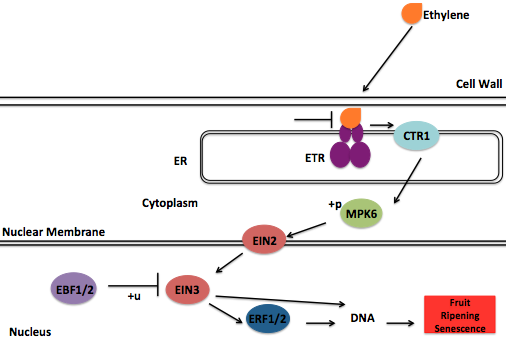 Ethylene
Cell Wall
CTR1
ER
ETR
Cytoplasm
+p
MPK6
Nuclear Membrane
EIN2
EBF1/2
+u
EIN3
ERF1/2
DNA
Fruit
Ripening
Senescence
Nucleus